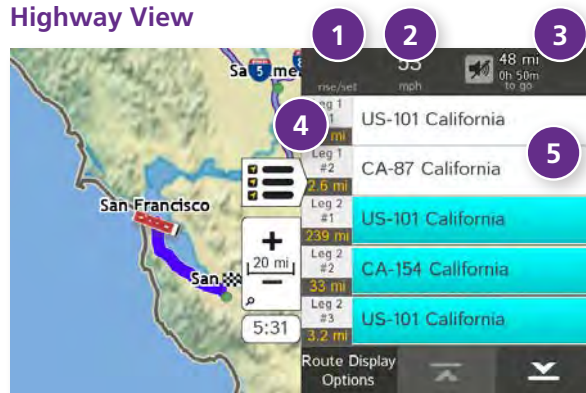 Highway View
1
2
3
48 mi
0h 50m
to go
rise/set
mph
5
4
Leg 1
mi
US-101 California
5
Leg 1
#2
2.6 mi
CA-87 California
San Francisco
Leg 2
#1
239 mi
US-101 California
20 mi
San
Leg 2
#2
33 mi
CA-154 California
5:31
Leg 2
#3
3.2 mi
US-101 California
Route Display
Options